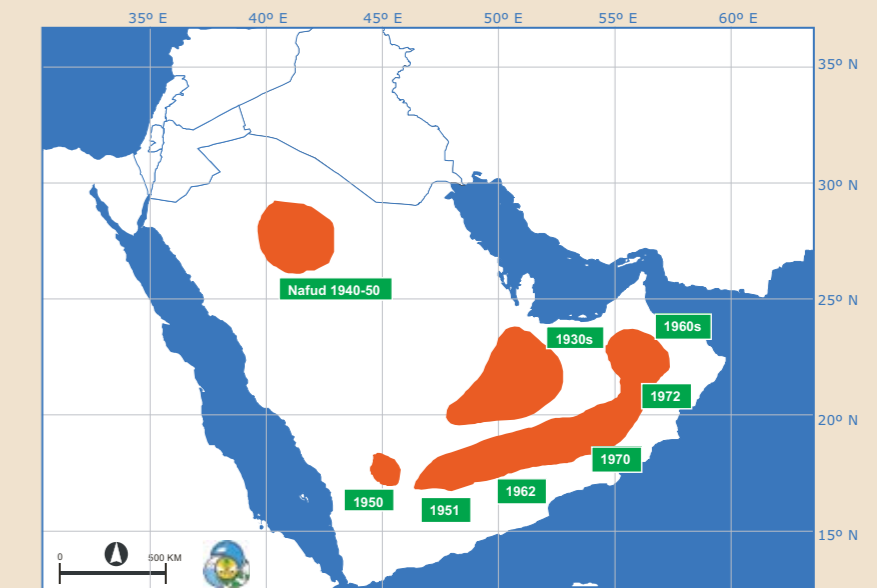 35º E 40º E 45º E 50º E 55º E 60º E
35º N
30º N
Nafud 1940-50
25º N
1960s
1930s
1972
20º N
1970
1950
1962
1951
15º N
0 500 KM